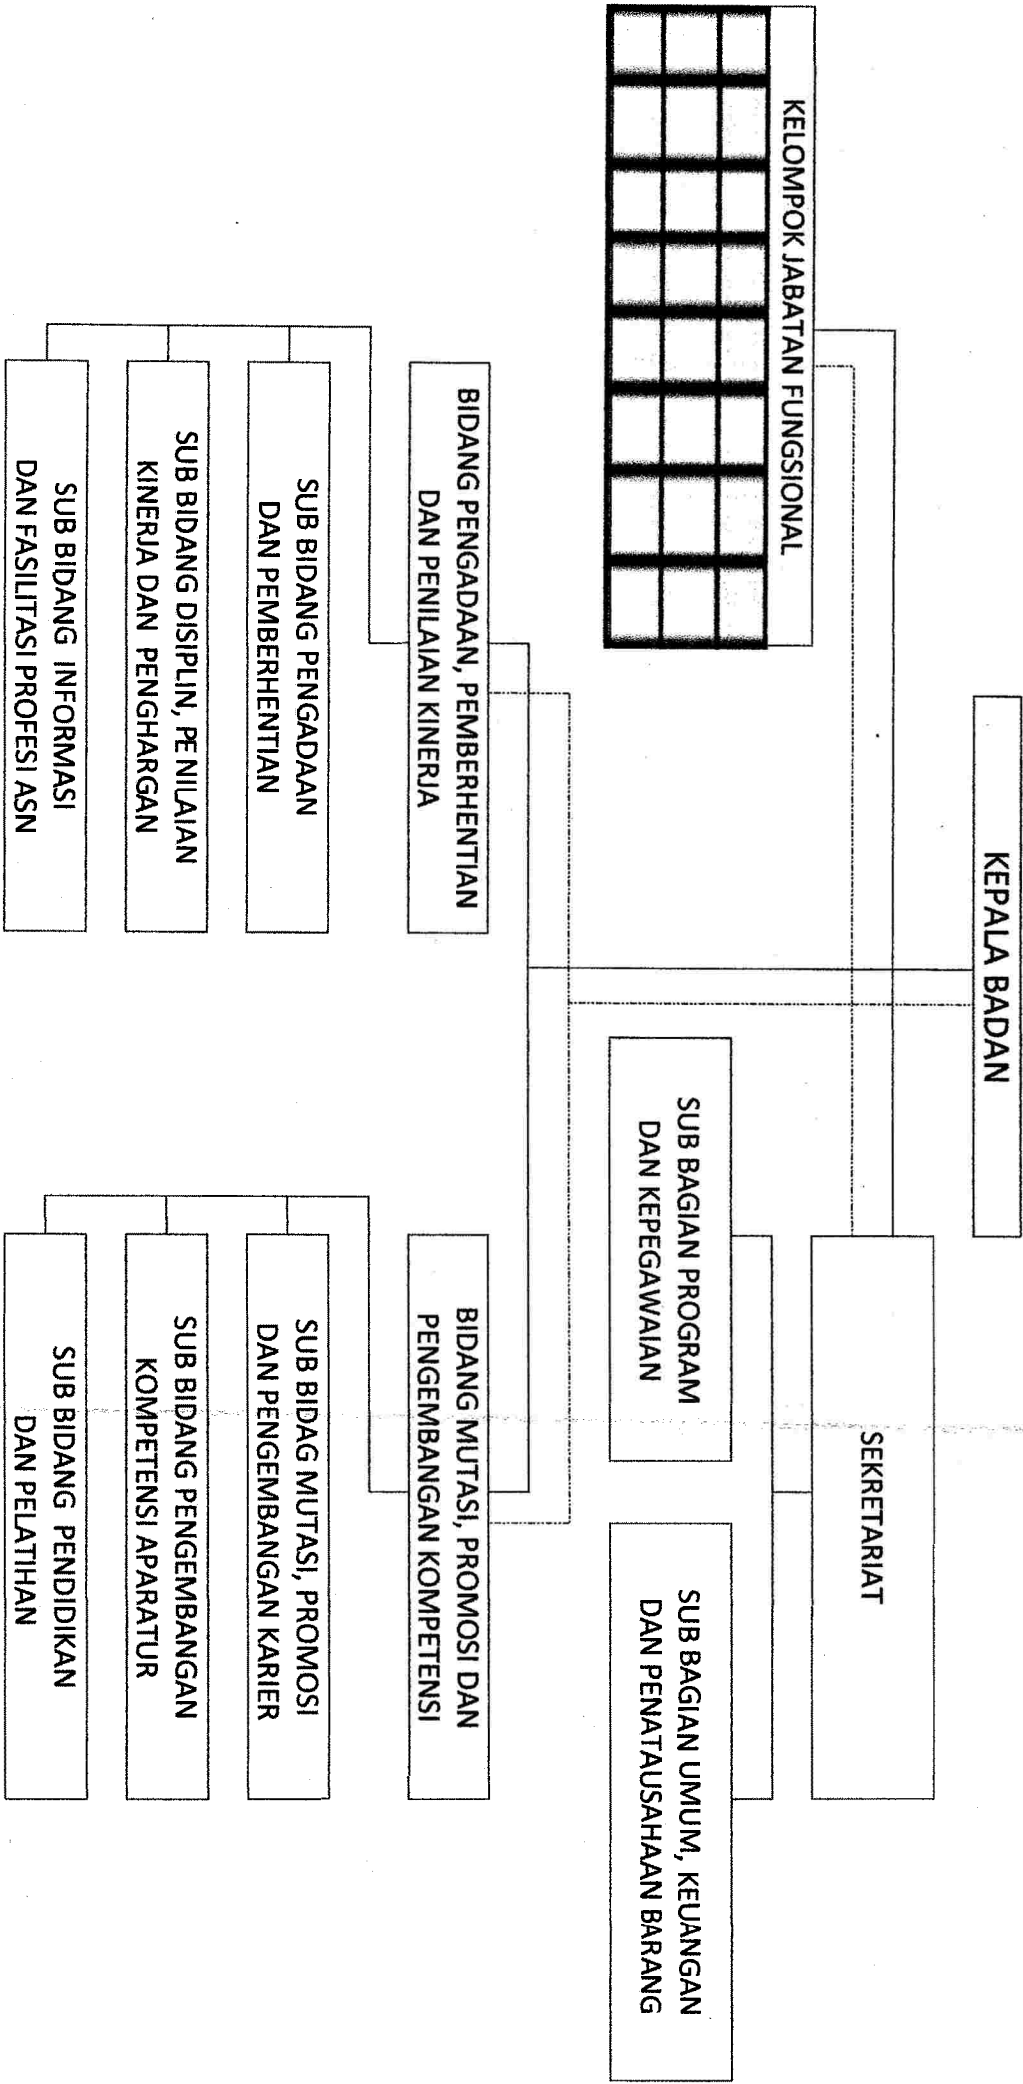 KEPALA BADAN
SEKRETARIAT
KELOMPOK JABATAN FUNGSIONAL
SUB BAGIAN PROGRAM
DAN KEPEGAWAIAN
SUB BAGIAN UMUM, KEUANGAN
DAN PENATAUSAHAAN BARANG
BIDANG PENGADAAN, PEMBERHENTIAN
DAN PENILAIAN KINERJA
BIDANG MUTASI, PROMOSI DAN
PENGEMBANGAN KOMPETENSI
SUB BIDANG PENGADAAN
DAN PEMBERHENTIAN
SUB BIDAG MUTASI, PROMOSI
DAN PENGEMBANGAN KARIER
SUB BIDANG DISIPLIN, PENILAIAN
KINERJA DAN PENGHARGAN
SUB BIDANG PENGEMBANGAN
KOMPETENSI APARATUR
SUB BIDANG INFORMASI
DAN FASILITASI PROFESI ASN
SUB BIDANG PENDIDIKAN
DAN PELATIHAN